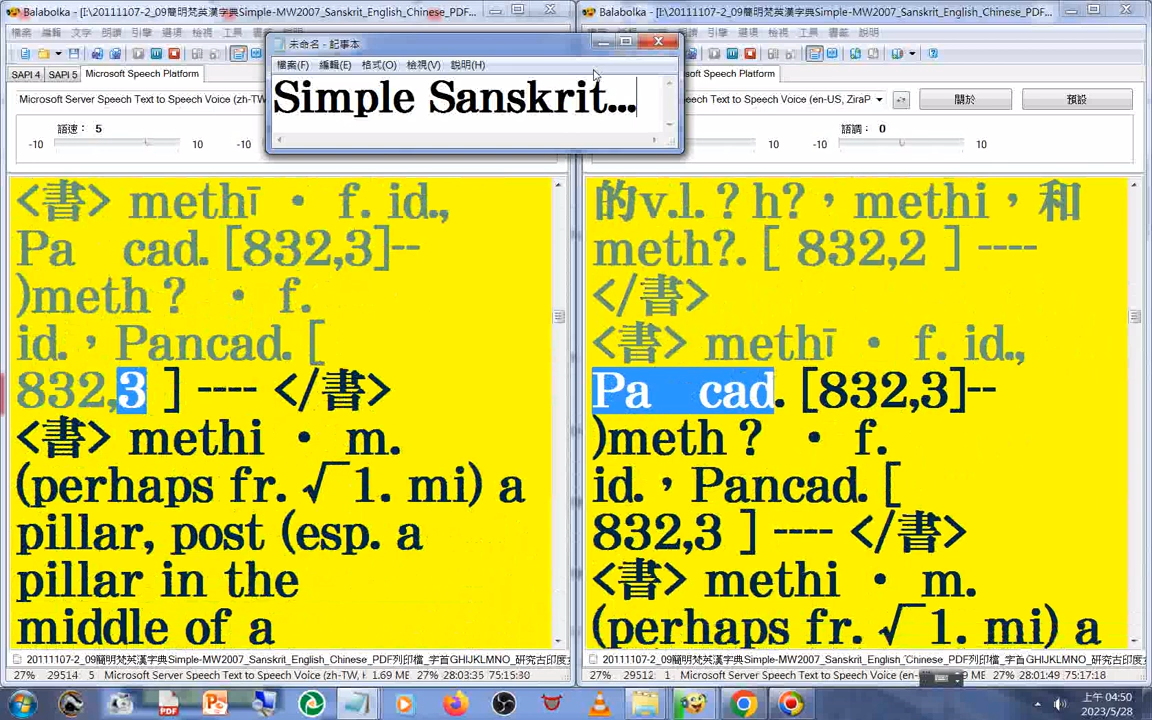 Balabolka - [I:\20111107-2_09簡明梵英漢字典Simple-MW2007_Sanskrit_English_Chinese_PDF...
Balabolka - [I:\20111107-2_09簡明梵英漢字典Simple-MW2007_Sanskrit_English_Chinese_PDF...
未命名 - 記事本
檔案(F) 編輯(E) 格式(O) 檢視(V) 說明(H)
Simple Sanskrit...
SAPI 4 SAPI 5 Microsoft Speech Platform
Microsoft Server Speech Text to Speech Voice (zh-TW,
語速: 5
-10 10 -10
Speech Text to Speech Voice (en-US, ZiraP
關於 預設
語調: 0
10 -10 10
<書> methī • f. id.,
Pa cad. [832,3]--
)meth？ • f.
id.，Pancad. [
832,3 ] ---- </書>
<書> methi • m.
(perhaps fr. √1. mi) a
pillar, post (esp. a
pillar in the
middle of a
的v.l.？h?，methi，和
meth?. [ 832,2 ] ----
</書>
<書> methī • f. id.,
Pa cad. [832,3]--
)meth？ • f.
id.，Pancad. [
832,3 ] ---- </書>
<書> methi • m.
(perhaps fr. √1. mi) a
20111107-2_09簡明梵英漢字典Simple-MW2007_Sanskrit_English_Chinese_PDF列印檔_字首GHIJKLMNO_研究古印度
20111107-2_09簡明梵英漢字典Simple-MW2007_Sanskrit_English_Chinese_PDF列印檔_字首GHIJKLMNO_研究古印度
27% 29514 5 Microsoft Server Speech Text to Speech Voice (zh-TW, 1.69 ME 27% 28:03:35 75:15:30
27% 29512 1 Microsoft Server Speech Text to Speech Voice 27% 28:01:49 75:17:18
上午 04:50
2023/5/28